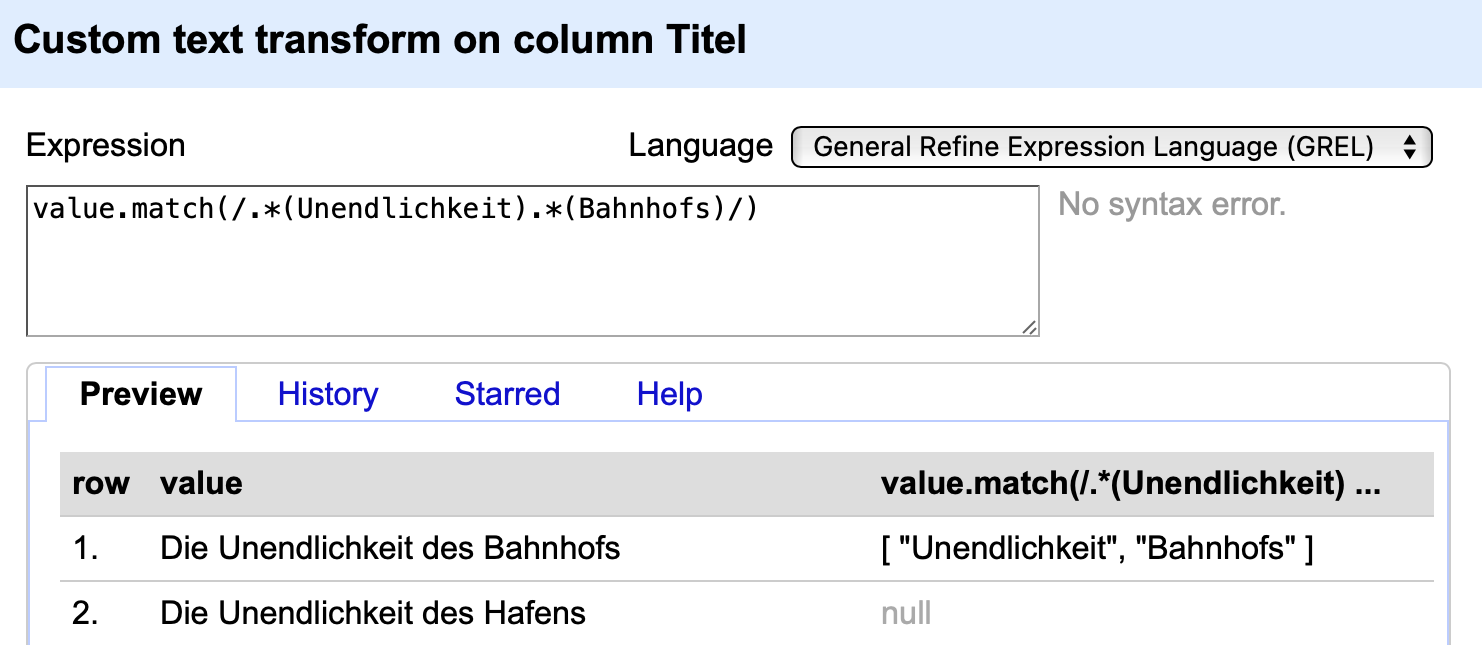 Custom text transform on column Titel
Expression Language General Refine Expression Language (GREL)
value.match(/.*(Unendlichkeit).*(Bahnhofs)/) No syntax error.
Preview History Starred Help
row value value.match(/.*(Unendlichkeit) ...
1. Die Unendlichkeit des Bahnhofs [ "Unendlichkeit", "Bahnhofs" ]
2. Die Unendlichkeit des Hafens null